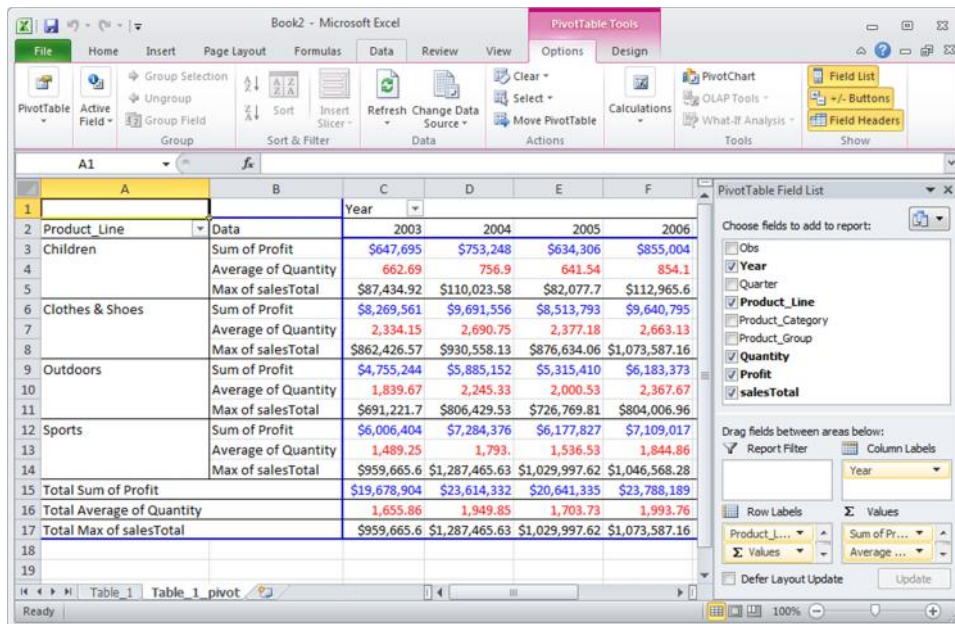 Book2 - Microsoft Excel PivotTable Tools
File Home Insert Page Layout Formulas Data Review View Options Design
PivotTable
Active Field
Group Selection
Ungroup
Group Field
Group
Sort
Insert Slicer
Sort & Filter
Refresh
Change Data Source
Data
Clear
Select
Move PivotTable
Actions
Calculations
PivotChart
OLAP Tools
What-If Analysis
Tools
Field List
+/- Buttons
Field Headers
Show
A1 fx
A B C D E F
1 Year
2 Product_Line Data 2003 2004 2005 2006
3 Children Sum of Profit $647,695 $753,248 $634,306 $855,004
4 Average of Quantity 662.69 756.9 641.54 854.1
5 Max of salesTotal $87,434.92 $110,023.58 $82,077.7 $112,965.6
6 Clothes & Shoes Sum of Profit $8,269,561 $9,691,556 $8,513,793 $9,640,795
7 Average of Quantity 2,334.15 2,690.75 2,377.18 2,663.13
8 Max of salesTotal $862,426.57 $930,558.13 $876,634.06 $1,073,587.16
9 Outdoors Sum of Profit $4,755,244 $5,885,152 $5,315,410 $6,183,373
10 Average of Quantity 1,839.67 2,245.33 2,000.53 2,367.67
11 Max of salesTotal $691,221.7 $806,429.53 $726,769.81 $804,006.96
12 Sports Sum of Profit $6,006,404 $7,284,376 $6,177,827 $7,109,017
13 Average of Quantity 1,489.25 1,793. 1,536.53 1,844.86
14 Max of salesTotal $959,665.6 $1,287,465.63 $1,029,997.62 $1,046,568.28
15 Total Sum of Profit $19,678,904 $23,614,332 $20,641,335 $23,788,189
16 Total Average of Quantity 1,655.86 1,949.85 1,703.73 1,993.76
17 Total Max of salesTotal $959,665.6 $1,287,465.63 $1,029,997.62 $1,073,587.16
18
19
PivotTable Field List
Choose fields to add to report:
Obs
Year
Quarter
Product_Line
Product_Category
Product_Group
Quantity
Profit
salesTotal
Drag fields between areas below:
Report Filter Column Labels
Year
Row Labels Σ Values
Product_L... Sum of Pr...
Σ Values Average ...
Defer Layout Update Update
Table_1 Table_1_pivot
Ready 100%